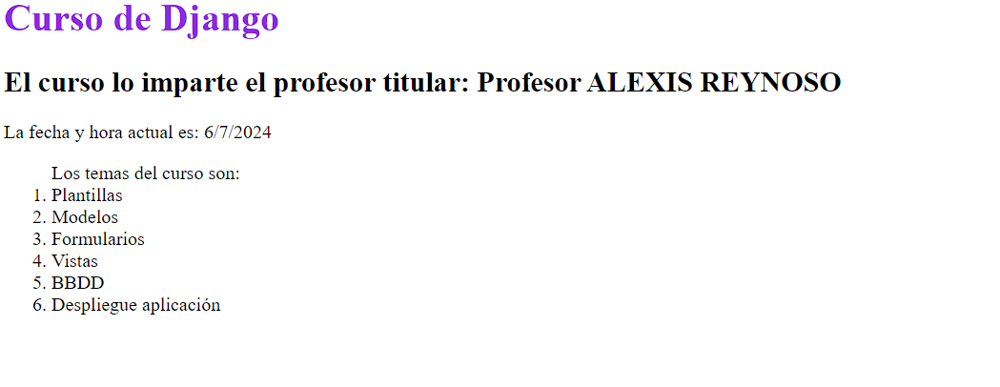 Curso de Django
El curso lo imparte el profesor titular: Profesor ALEXIS REYNOSO
La fecha y hora actual es: 6/7/2024
Los temas del curso son:
1. Plantillas
2. Modelos
3. Formularios
4. Vistas
5. BBDD
6. Despliegue aplicación